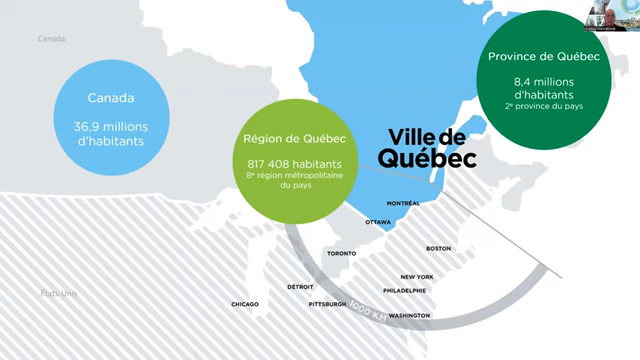 Canada
Canada
36,9 millions
d’habitants
Région de Québec
817 408 habitants
8e région métropolitaine
du pays
Ville de
Québec
Province de Québec
8,4 millions
d’habitants
2e province du pays
MONTRÉAL
OTTAWA
TORONTO
BOSTON
NEW YORK
DÉTROIT
PHILADELPHIE
CHICAGO
PITTSBURGH
1000 KM
WASHINGTON
États-Unis